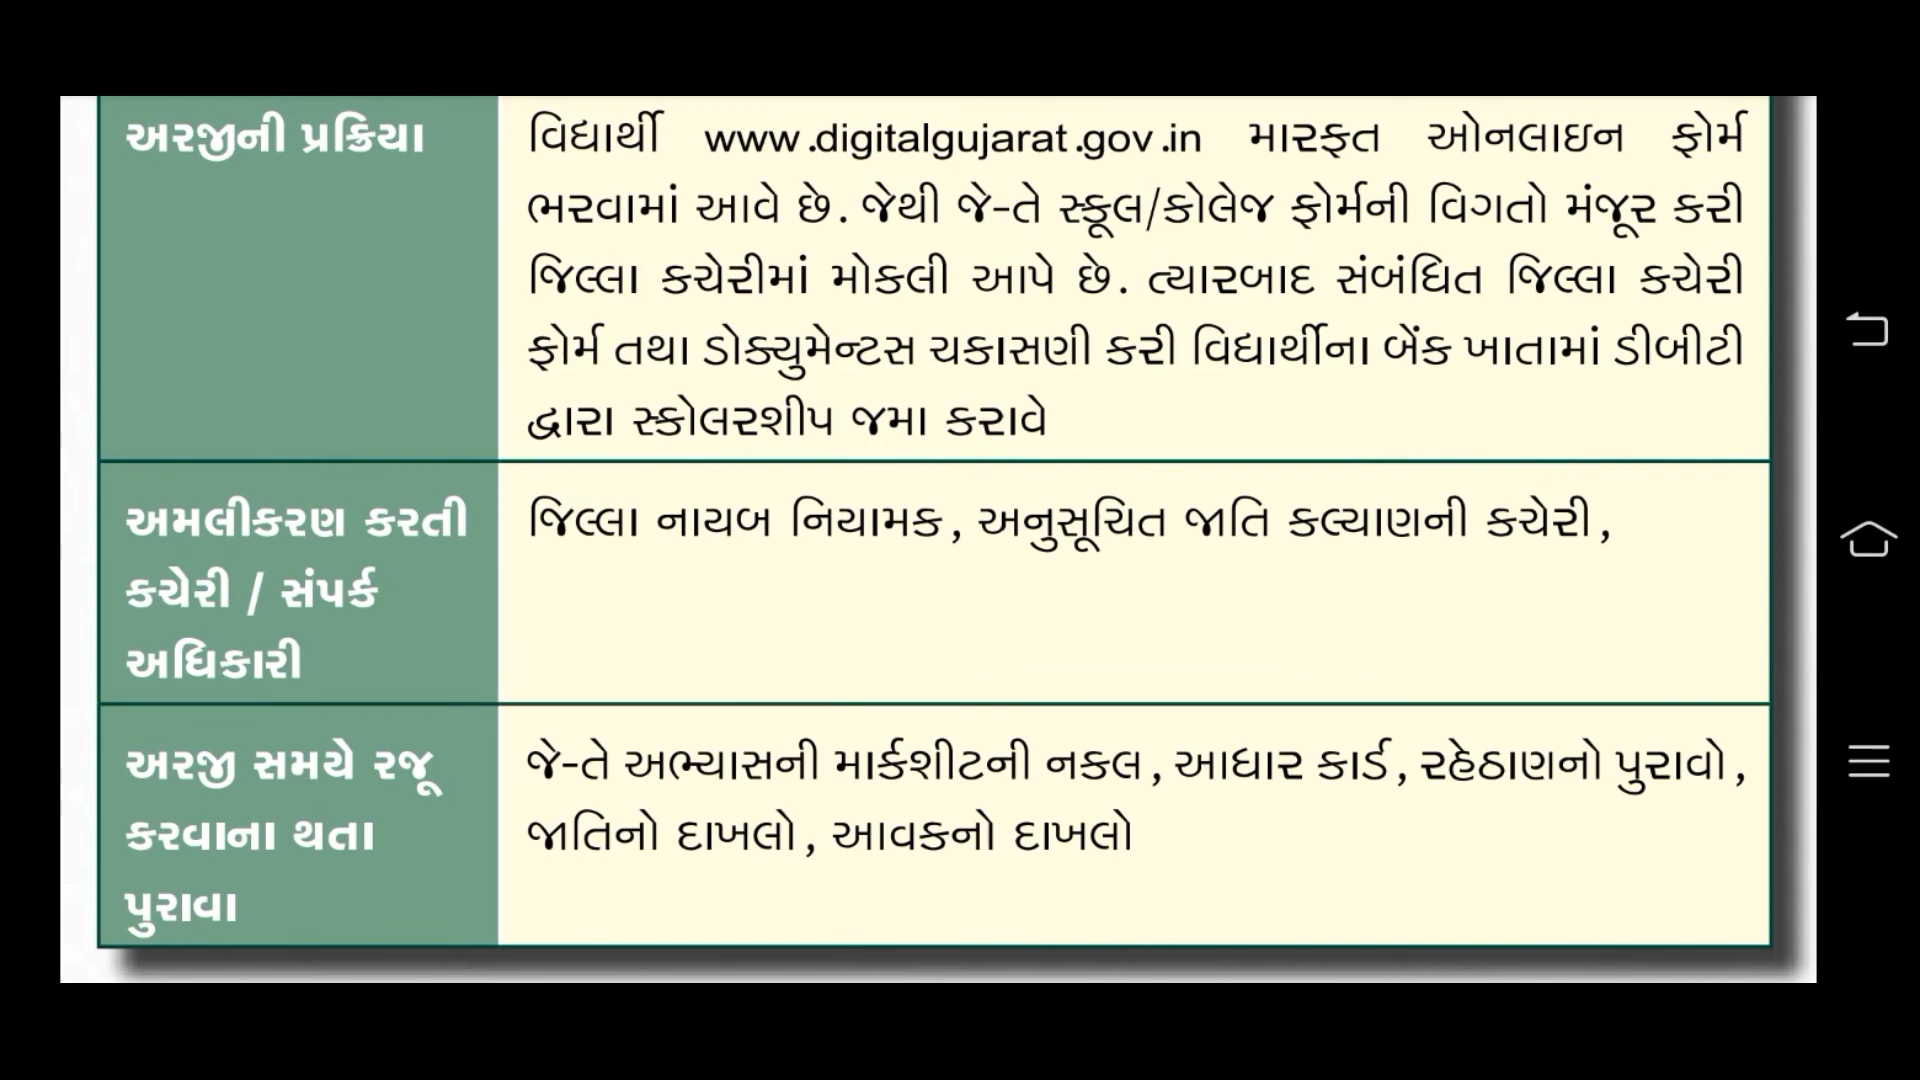 અરજીની પ્રક્રિયા
વિદ્યાર્થી www.digitalgujarat.gov.in મારફત ઓનલાઇન ફોર્મ
ભરવામાં આવે છે. જેથી જે-તે સ્કૂલ/કોલેજ ફોર્મની વિગતો મંજૂર કરી
જિલ્લા કચેરીમાં મોકલી આપે છે. ત્યારબાદ સંબંધિત જિલ્લા કચેરી
ફોર્મ તથા ડોક્યુમેન્ટસ ચકાસણી કરી વિદ્યાર્થીના બેંક ખાતામાં ડીબીટી
દ્વારા સ્કોલરશીપ જમા કરાવે
અમલીકરણ કરતી
કચેરી / સંપર્ક
અધિકારી
જિલ્લા નાયબ નિયામક, અનુસૂચિત જાતિ કલ્યાણની કચેરી,
અરજી સમયે રજૂ
કરવાના થતા
પુરાવા
જે-તે અભ્યાસની માર્કશીટની નકલ, આધાર કાર્ડ, રહેઠાણનો પુરાવો,
જાતિનો દાખલો, આવકનો દાખલો